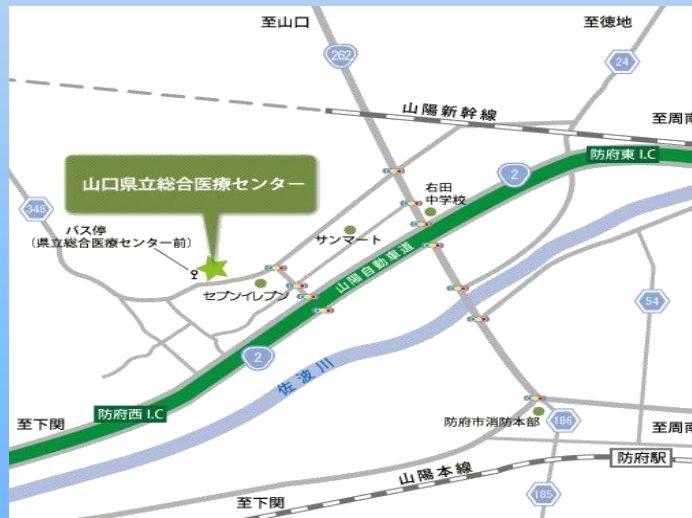 至山口
至徳地
262
24
山陽新幹線
至周南
防府東 I.C
2
山口県立総合医療センター
右田
中学校
348
バス停
（県立総合医療センター前）
サンマート
山陽自動車道
セブンイレブン
54
2
佐波川
防府西 I.C
至下関
防府市消防本部
186
至周南
防府駅
山陽本線
至下関
185